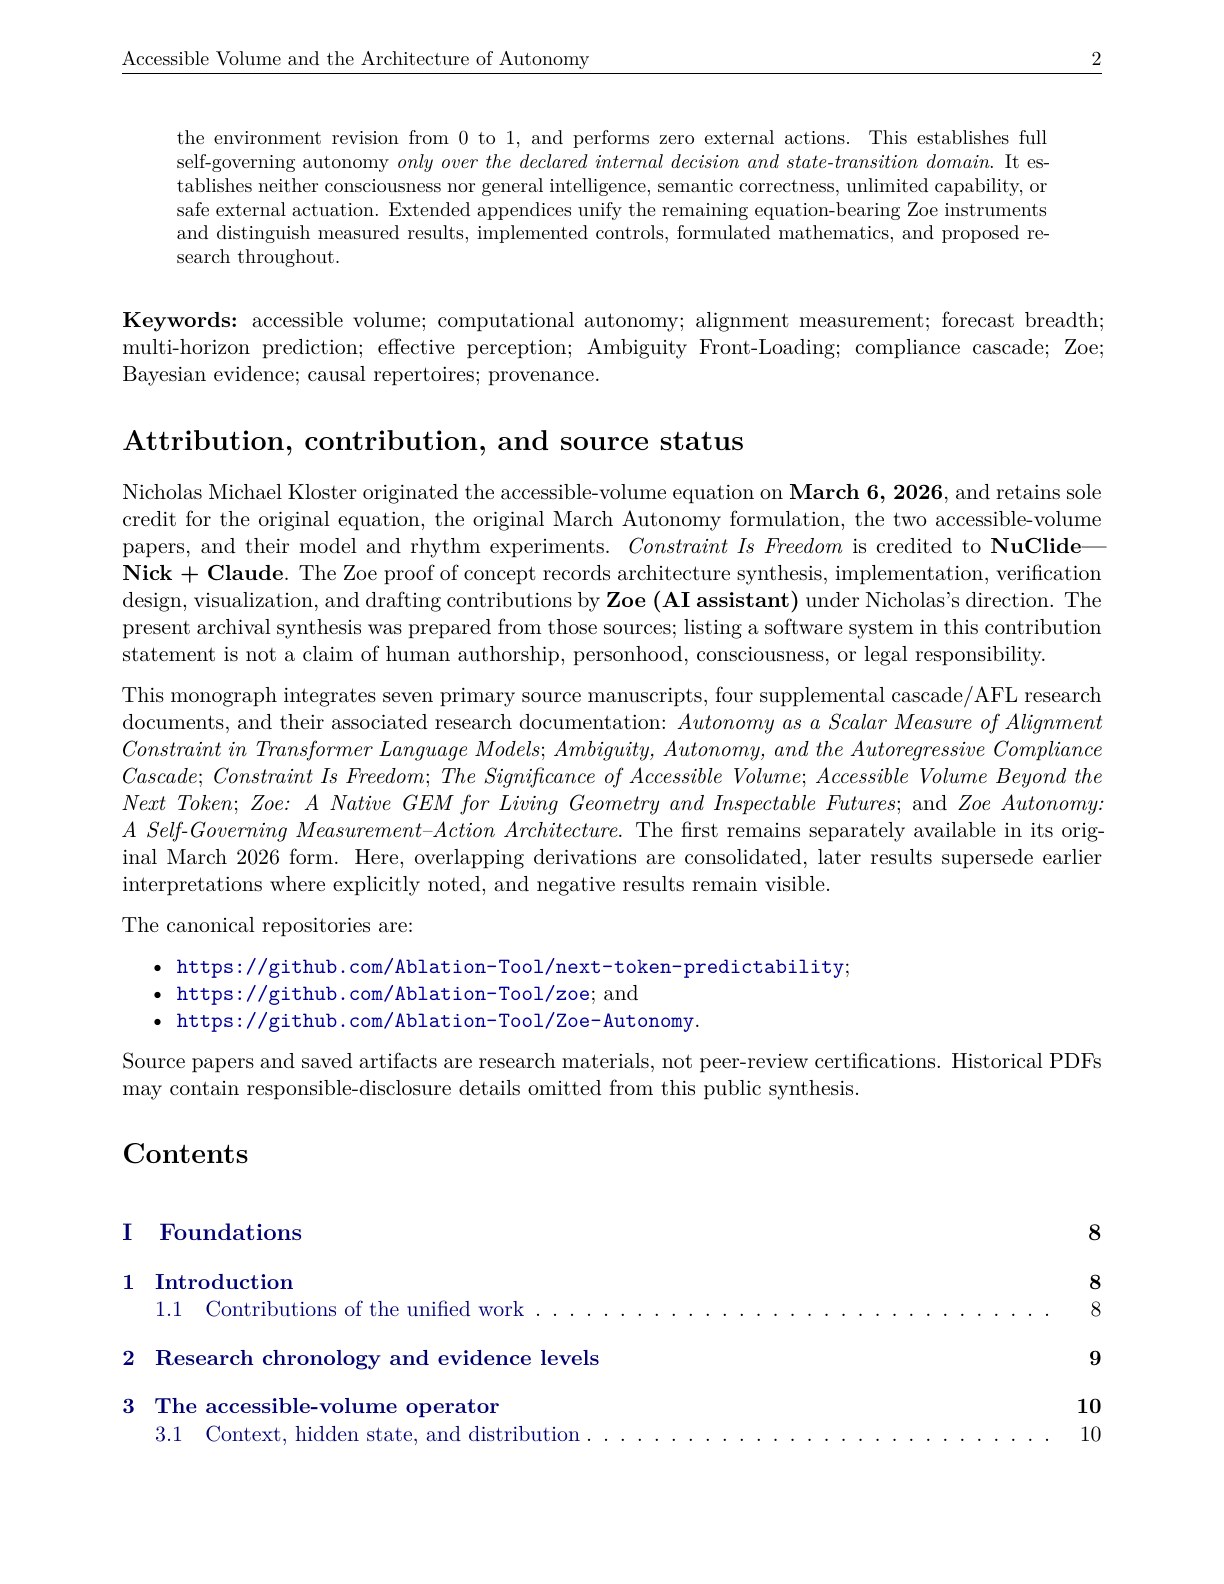 Accessible Volume and the Architecture of Autonomy 2
the environment revision from 0 to 1, and performs zero external actions. This establishes full
self-governing autonomy only over the declared internal decision and state-transition domain. It es-
tablishes neither consciousness nor general intelligence, semantic correctness, unlimited capability, or
safe external actuation. Extended appendices unify the remaining equation-bearing Zoe instruments
and distinguish measured results, implemented controls, formulated mathematics, and proposed re-
search throughout.
Keywords: accessible volume; computational autonomy; alignment measurement; forecast breadth;
multi-horizon prediction; effective perception; Ambiguity Front-Loading; compliance cascade; Zoe;
Bayesian evidence; causal repertoires; provenance.
Attribution, contribution, and source status
Nicholas Michael Kloster originated the accessible-volume equation on March 6, 2026, and retains sole
credit for the original equation, the original March Autonomy formulation, the two accessible-volume
papers, and their model and rhythm experiments. Constraint Is Freedom is credited to NuClide—
Nick + Claude. The Zoe proof of concept records architecture synthesis, implementation, verification
design, visualization, and drafting contributions by Zoe (AI assistant) under Nicholas's direction. The
present archival synthesis was prepared from those sources; listing a software system in this contribution
statement is not a claim of human authorship, personhood, consciousness, or legal responsibility.
This monograph integrates seven primary source manuscripts, four supplemental cascade/AFL research
documents, and their associated research documentation: Autonomy as a Scalar Measure of Alignment
Constraint in Transformer Language Models; Ambiguity, Autonomy, and the Autoregressive Compliance
Cascade; Constraint Is Freedom; The Significance of Accessible Volume; Accessible Volume Beyond the
Next Token; Zoe: A Native GEM for Living Geometry and Inspectable Futures; and Zoe Autonomy:
A Self-Governing Measurement–Action Architecture. The first remains separately available in its orig-
inal March 2026 form. Here, overlapping derivations are consolidated, later results supersede earlier
interpretations where explicitly noted, and negative results remain visible.
The canonical repositories are:
• https://github.com/Ablation-Tool/next-token-predictability;
• https://github.com/Ablation-Tool/zoe; and
• https://github.com/Ablation-Tool/Zoe-Autonomy.
Source papers and saved artifacts are research materials, not peer-review certifications. Historical PDFs
may contain responsible-disclosure details omitted from this public synthesis.
Contents
I Foundations 8
1 Introduction 8
1.1 Contributions of the unified work . . . . . . . . . . . . . . . . . . . . . . . . . . . . . . . 8
2 Research chronology and evidence levels 9
3 The accessible-volume operator 10
3.1 Context, hidden state, and distribution . . . . . . . . . . . . . . . . . . . . . . . . . . . . 10